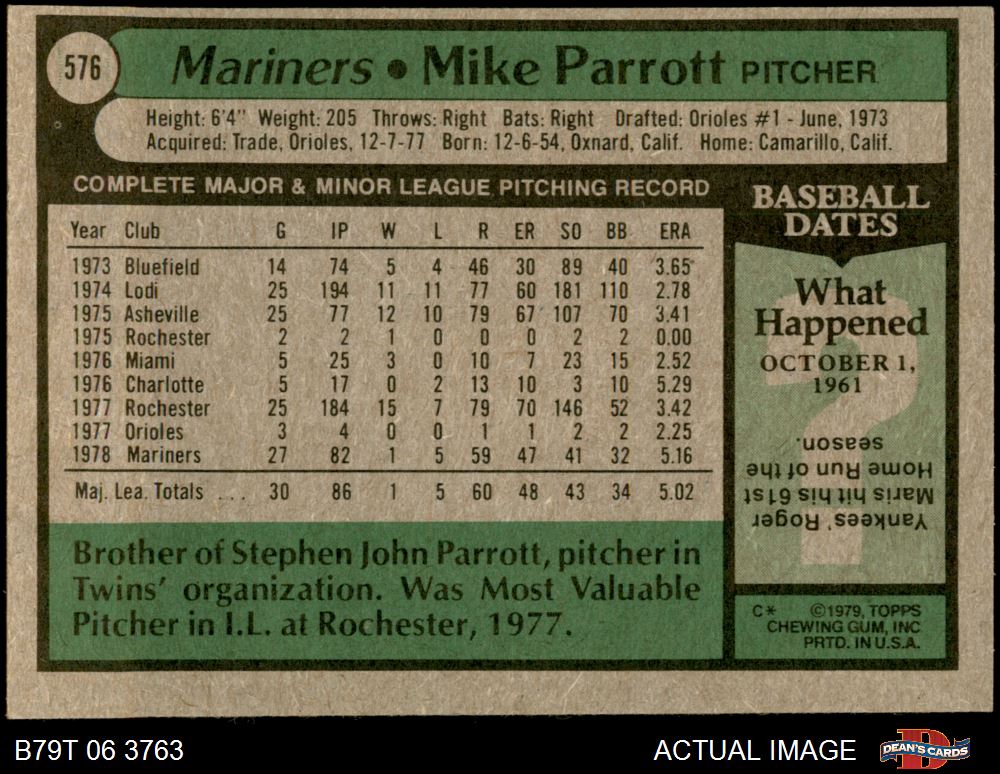 576
Mariners • Mike Parrott PITCHER
Height: 6'4" Weight: 205 Throws: Right Bats: Right Drafted: Orioles #1 - June, 1973
Acquired: Trade, Orioles, 12-7-77 Born: 12-6-54, Oxnard, Calif. Home: Camarillo, Calif.
COMPLETE MAJOR & MINOR LEAGUE PITCHING RECORD
Year Club G IP W L R ER SO BB ERA
1973 Bluefield 14 74 5 4 46 30 89 40 3.65
1974 Lodi 25 194 11 11 77 60 181 110 2.78
1975 Asheville 25 77 12 10 79 67 107 70 3.41
1975 Rochester 2 2 1 0 0 0 2 2 0.00
1976 Miami 5 25 3 0 10 7 23 15 2.52
1976 Charlotte 5 17 0 2 13 10 3 10 5.29
1977 Rochester 25 184 15 7 79 70 146 52 3.42
1977 Orioles 3 4 0 0 1 1 2 2 2.25
1978 Mariners 27 82 1 5 59 47 41 32 5.16
Maj. Lea. Totals ... 30 86 1 5 60 48 43 34 5.02
Brother of Stephen John Parrott, pitcher in
Twins' organization. Was Most Valuable
Pitcher in I.L. at Rochester, 1977.
BASEBALL
DATES
What
Happened
OCTOBER 1,
1961
?
Yankees' Roger
Maris hit his 61st
Home Run of the
season.
C* ©1979, TOPPS
CHEWING GUM, INC
PRTD. IN U.S.A.
B79T 06 3763
ACTUAL IMAGE
DEAN'S CARDS